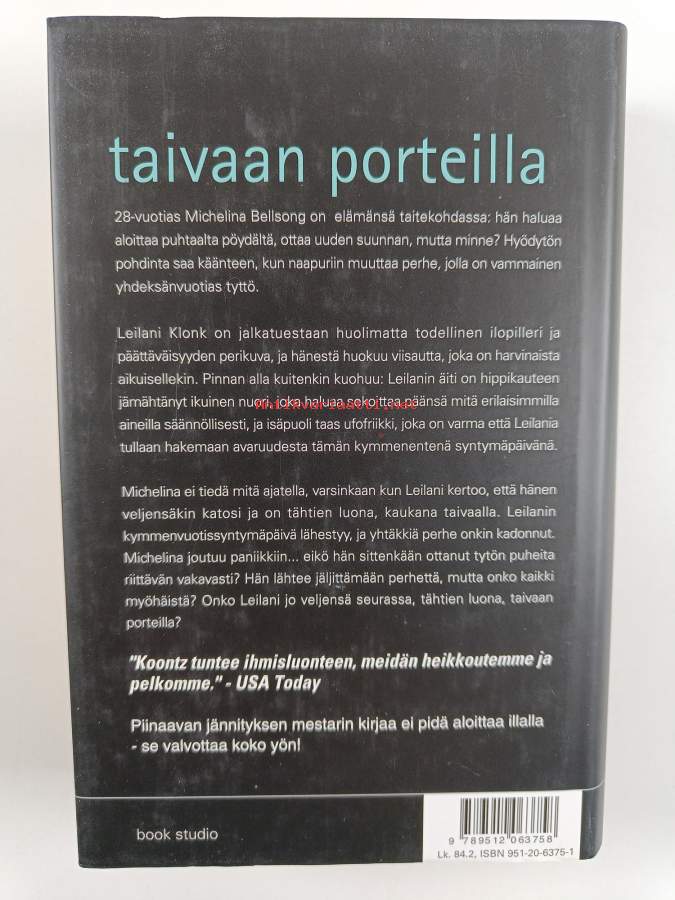 taivaan porteilla
28-vuotias Michelina Bellsong on elämänsä taitekohdassa: hän haluaa
aloittaa puhtaalta pöydältä, ottaa uuden suunnan, mutta minne? Hyödytön
pohdinta saa käänteen, kun naapuriin muuttaa perhe, jolla on vammainen
yhdeksänvuotias tyttö.
Leilani Klonk on jalkatuestaan huolimatta todellinen ilopilleri ja
päättäväisyyden perikuva, ja hänestä huokuu viisautta, joka on harvinaista
aikuisellekin. Pinnan alla kuitenkin kuohuu: Leilanin äiti on hippikauteen
jämähtänyt ikuinen nuori, joka haluaa sekoittaa päänsä mitä erilaisimmilla
Antikvariaatti.net
aineilla säännöllisesti, ja isäpuoli taas ufofriikki, joka on varma että Leilania
tullaan hakemaan avaruudesta tämän kymmenentenä syntymäpäivänä.
Michelina ei tiedä mitä ajatella, varsinkaan kun Leilani kertoo, että hänen
veljensäkin katosi ja on tähtien luona, kaukana taivaalla. Leilanin
kymmenvuotissyntymäpäivä lähestyy, ja yhtäkkiä perhe onkin kadonnut.
Michelina joutuu paniikkiin... eikö hän sittenkään ottanut tytön puheita
riittävän vakavasti? Hän lähtee jäljittämään perhettä, mutta onko kaikki
myöhäistä? Onko Leilani jo veljensä seurassa, tähtien luona, taivaan
porteilla?
"Koontz tuntee ihmisluonteen, meidän heikkoutemme ja
pelkomme." - USA Today
Piinaavan jännityksen mestarin kirjaa ei pidä aloittaa illalla
- se valvottaa koko yön!
book studio
9 789512 063758
Lk. 84.2, ISBN 951-20-6375-1